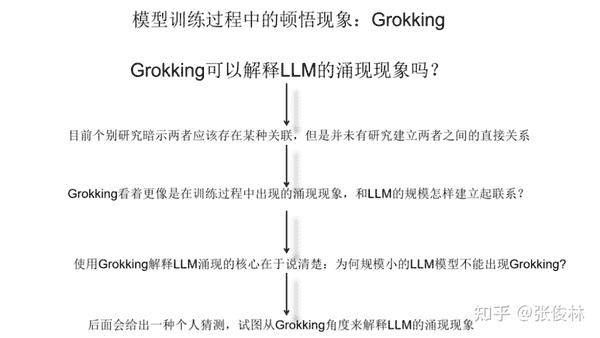 模型训练过程中的顿悟现象：Grokking
Grokking可以解释LLM的涌现现象吗？
目前个别研究暗示两者应该存在某种关联，但是并未有研究建立两者之间的直接关系
Grokking看着更像是在训练过程中出现的涌现现象，和LLM的规模怎样建立起联系？
使用Grokking解释LLM涌现的核心在于说清楚：为何规模小的LLM模型不能出现Grokking?
后面会给出一种个人猜测，试图从Grokking角度来解释LLM的涌现现象
知乎 @张俊林